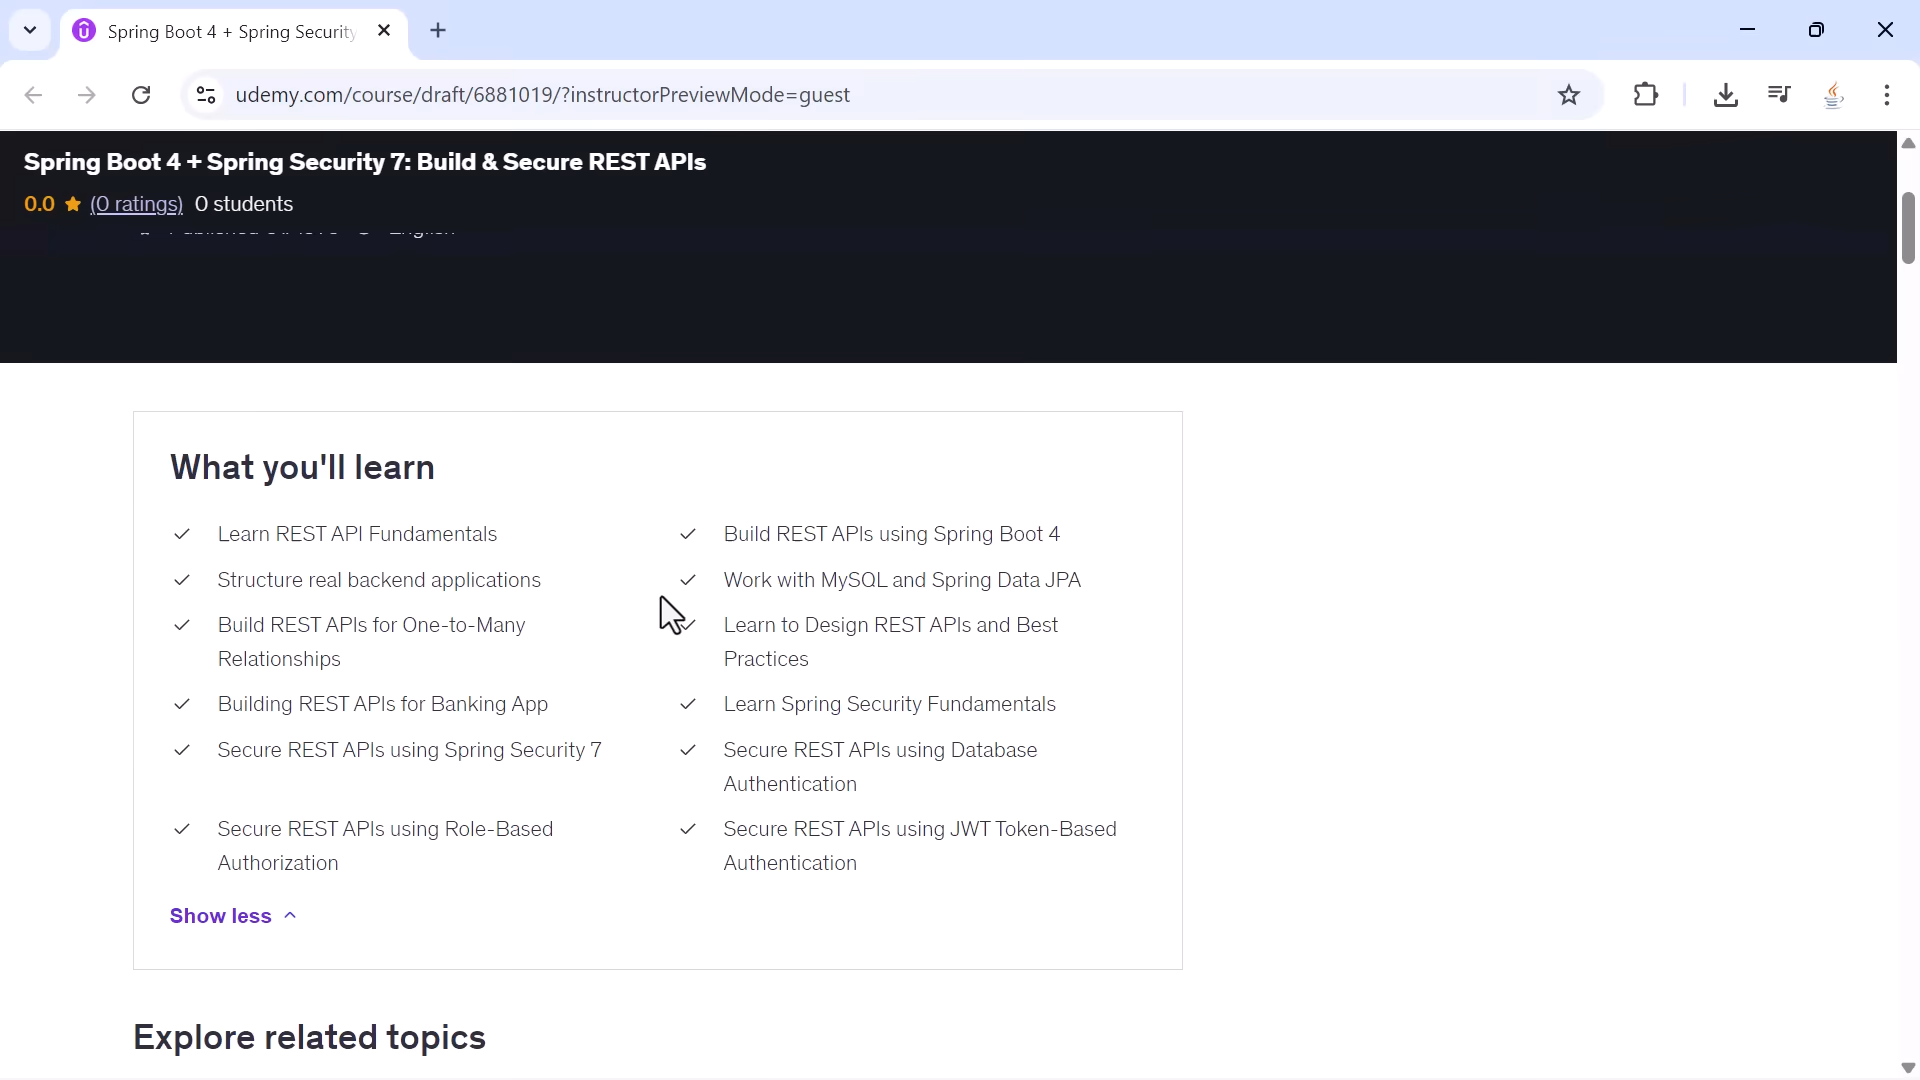 Spring Boot 4 + Spring Security
udemy.com/course/draft/6881019/?instructorPreviewMode=guest
Spring Boot 4 + Spring Security 7: Build & Secure REST APIs
0.0 (0 ratings) 0 students
What you'll learn
Learn REST API Fundamentals
Build REST APIs using Spring Boot 4
Structure real backend applications
Work with MySQL and Spring Data JPA
Build REST APIs for One-to-Many
Relationships
Learn to Design REST APIs and Best
Practices
Building REST APIs for Banking App
Learn Spring Security Fundamentals
Secure REST APIs using Spring Security 7
Secure REST APIs using Database
Authentication
Secure REST APIs using Role-Based
Authorization
Secure REST APIs using JWT Token-Based
Authentication
Show less
Explore related topics